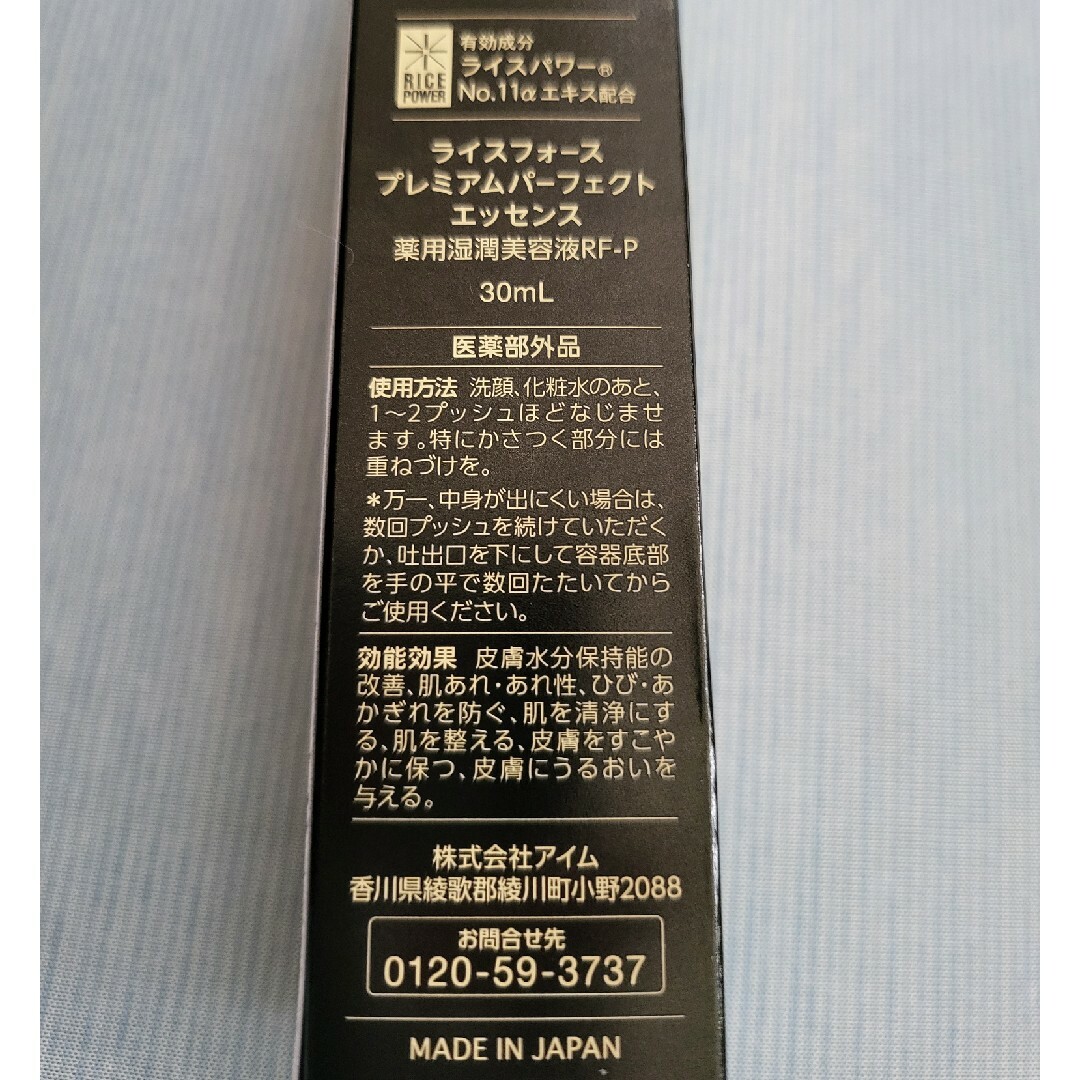 RICE
POWER
有効成分
ライスパワー®
No.11α エキス配合
ライスフォース
プレミアムパーフェクト
エッセンス
薬用湿潤美容液RF-P
30mL
医薬部外品
使用方法 洗顔、化粧水のあと、
1〜2プッシュほどなじませ
ます。特にかさつく部分には
重ねづけを。
*万一、中身が出にくい場合は、
数回プッシュを続けていただく
か、吐出口を下にして容器底部
を手の平で数回たたいてから
ご使用ください。
効能効果 皮膚水分保持能の
改善、肌あれ・あれ性、ひび・あ
かぎれを防ぐ、肌を清浄にす
る、肌を整える、皮膚をすこや
かに保つ、皮膚にうるおいを
与える。
株式会社アイム
香川県綾歌郡綾川町小野2088
お問合せ先
0120-59-3737
MADE IN JAPAN